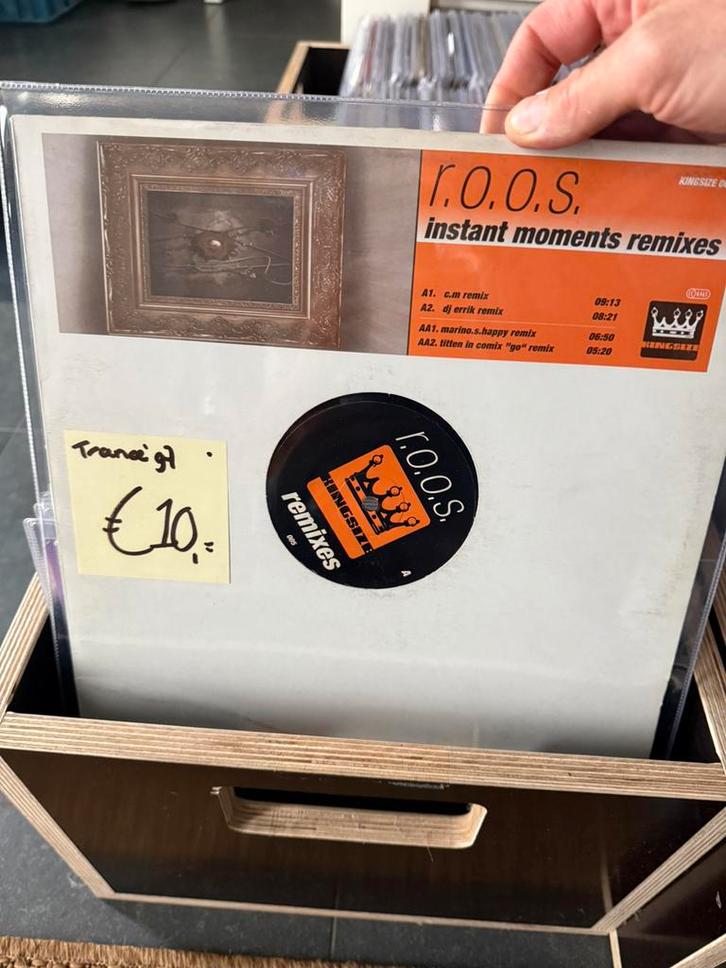 r.o.o.s.
instant moments remixes
KINGSIZE
A1. c.m remix 09:13
A2. dj errik remix 08:21
AA1. marino.s.happy remix 06:50
AA2. titten in comix "go" remix 05:20
KINGSIZE
Trance
€10,=
r.o.o.s.
KINGSIZE
remixes
005
A